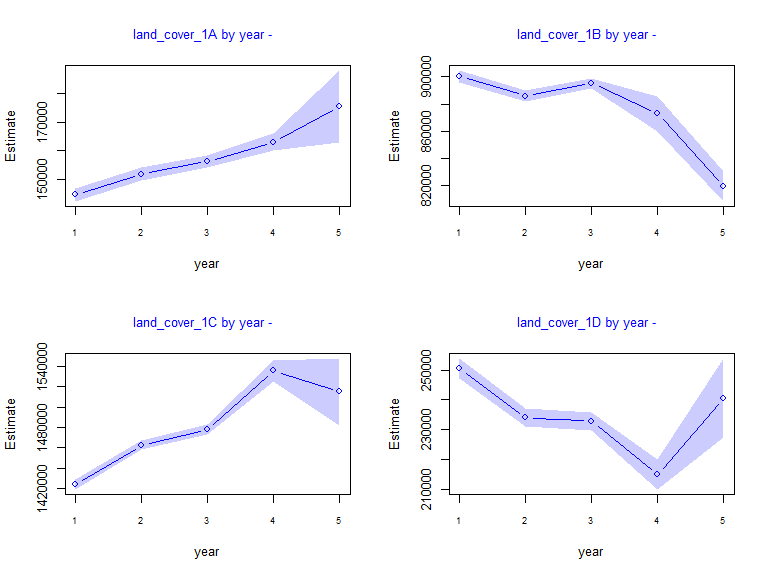 land_cover_1A by year -
Estimate
170000
150000
1 2 3 4 5
year
land_cover_1B by year -
Estimate
900000
860000
820000
1 2 3 4 5
year
land_cover_1C by year -
Estimate
1540000
1480000
1420000
1 2 3 4 5
year
land_cover_1D by year -
Estimate
250000
230000
210000
1 2 3 4 5
year